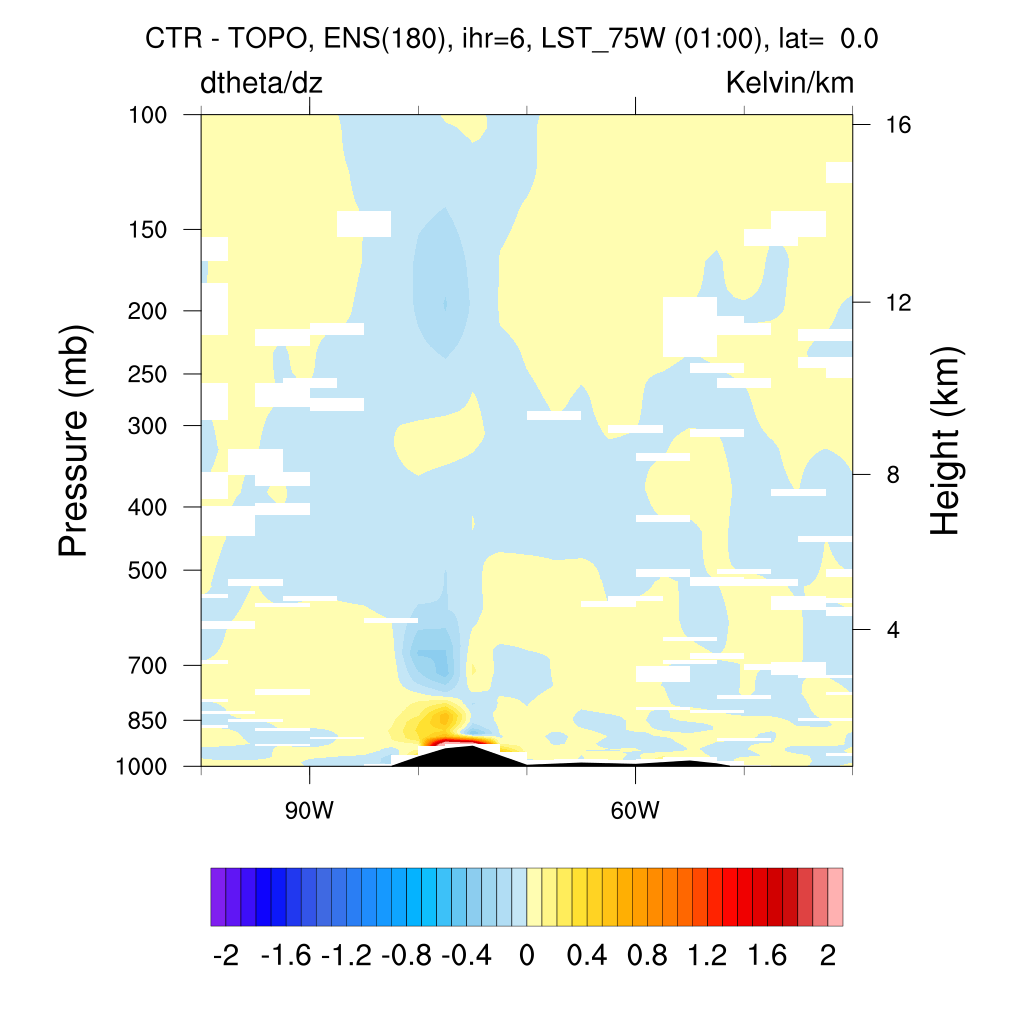 CTR - TOPO, ENS(180), ihr=6, LST_75W (01:00), lat=  0.0
dtheta/dz Kelvin/km
100
150
200
250
300
400
500
700
850
1000
Pressure (mb)
16
12
8
4
Height (km)
90W 60W
-2 -1.6 -1.2 -0.8 -0.4 0 0.4 0.8 1.2 1.6 2